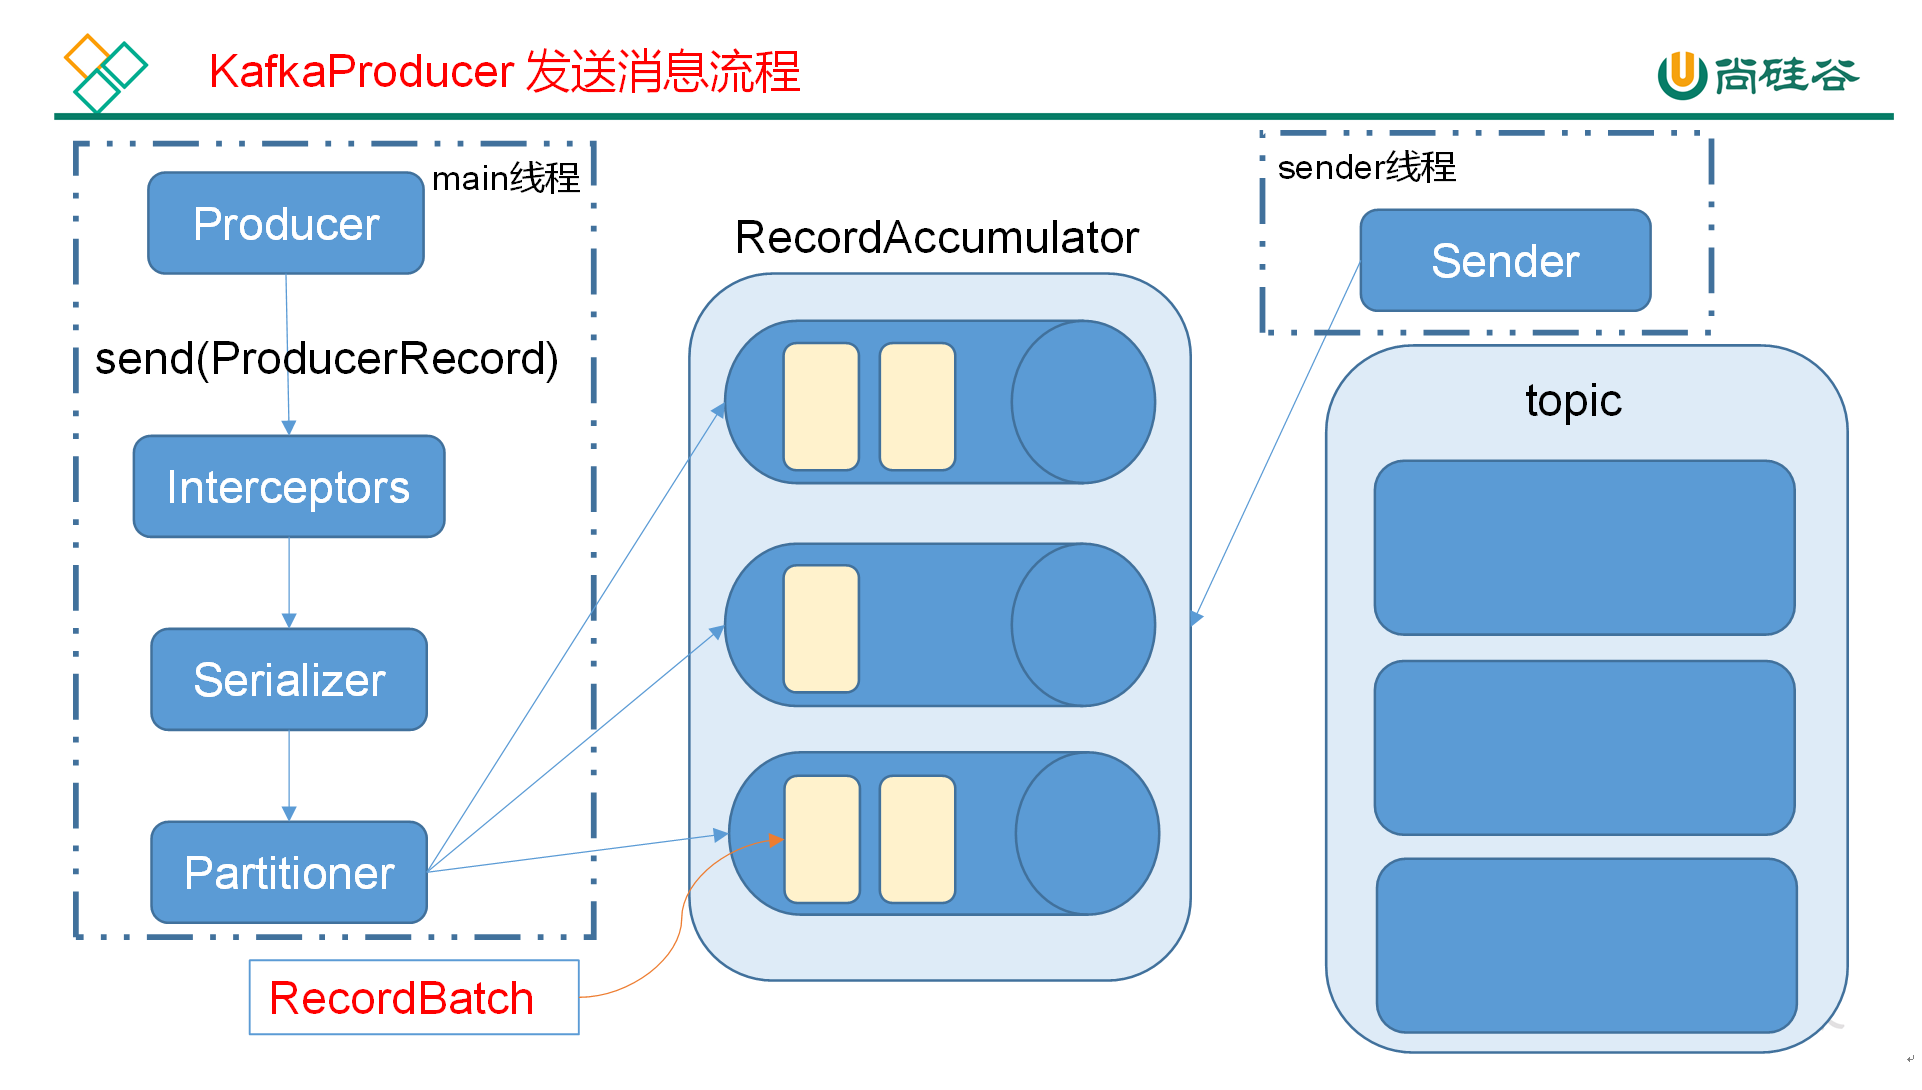 KafkaProducer 发送消息流程
尚硅谷
main线程
Producer
send(ProducerRecord)
Interceptors
Serializer
Partitioner
RecordBatch
RecordAccumulator
sender线程
Sender
topic